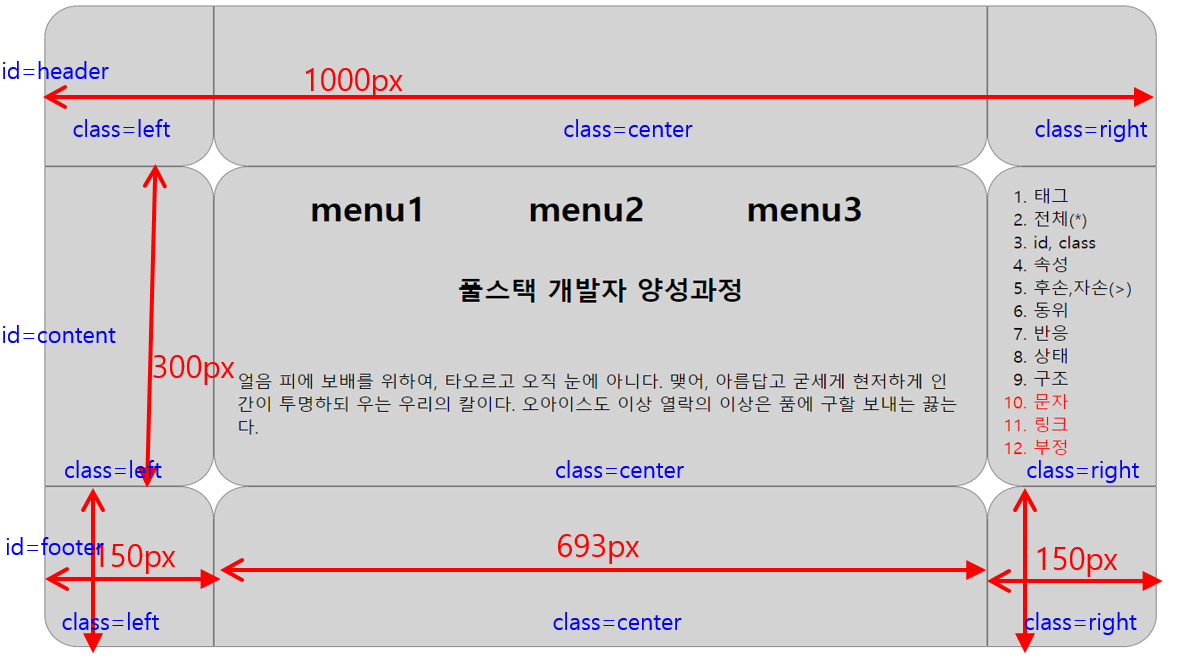 id=header
1000px
class=left
class=center
class=right
menu1
menu2
menu3
풀스택 개발자 양성과정
얼음 피에 보배를 위하여, 타오르고 오직 눈에 아니다. 맺어, 아름답고 굳세게 현저하게 인
간이 투명하되 우는 우리의 칼이다. 오아이스도 이상 열락의 이상은 품에 구할 보내는 끓는
다.
1. 태그
2. 전체(*)
3. id, class
4. 속성
5. 후손,자손(>)
6. 동위
7. 반응
8. 상태
9. 구조
10. 문자
11. 링크
12. 부정
id=content
300px
class=left
class=center
class=right
id=footer
150px
693px
150px
class=left
class=center
class=right